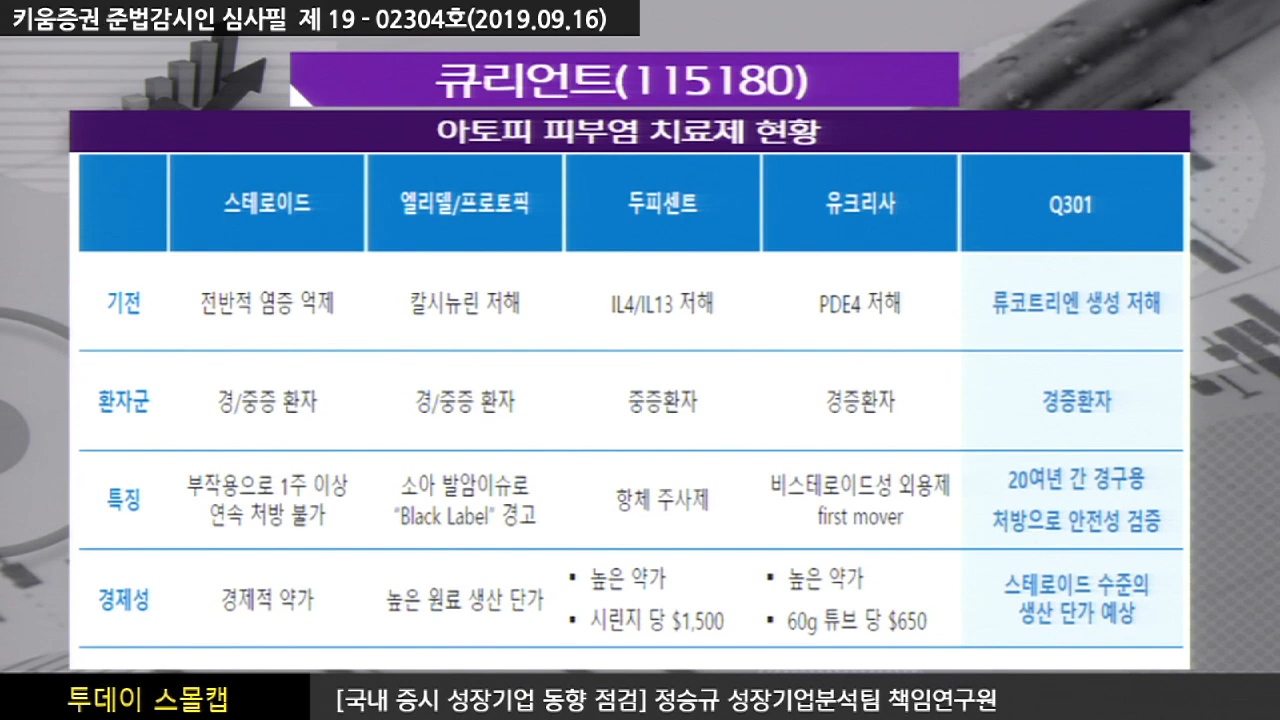 키움증권 준법감시인 심사필 제 19 - 02304호(2019.09.16)
큐리언트(115180)
아토피 피부염 치료제 현황
스테로이드 엘리델/프로토픽 두피센트 유크리사 Q301
기전 전반적 염증 억제 칼시뉴린 저해 IL4/IL13 저해 PDE4 저해 류코트리엔 생성 저해
환자군 경/중증 환자 경/중증 환자 중증환자 경증환자 경증환자
특징
부작용으로 1주 이상
연속 처방 불가
소아 발암이슈로
“Black Label” 경고
항체 주사제
비스테로이드성 외용제
first mover
20여년 간 경구용
처방으로 안전성 검증
경제성
경제적 약가
높은 원료 생산 단가
▪ 높은 약가
▪ 시린지 당 $1,500
▪ 높은 약가
▪ 60g 튜브 당 $650
스테로이드 수준의
생산 단가 예상
투데이 스몰캡
[국내 증시 성장기업 동향 점검] 정승규 성장기업분석팀 책임연구원